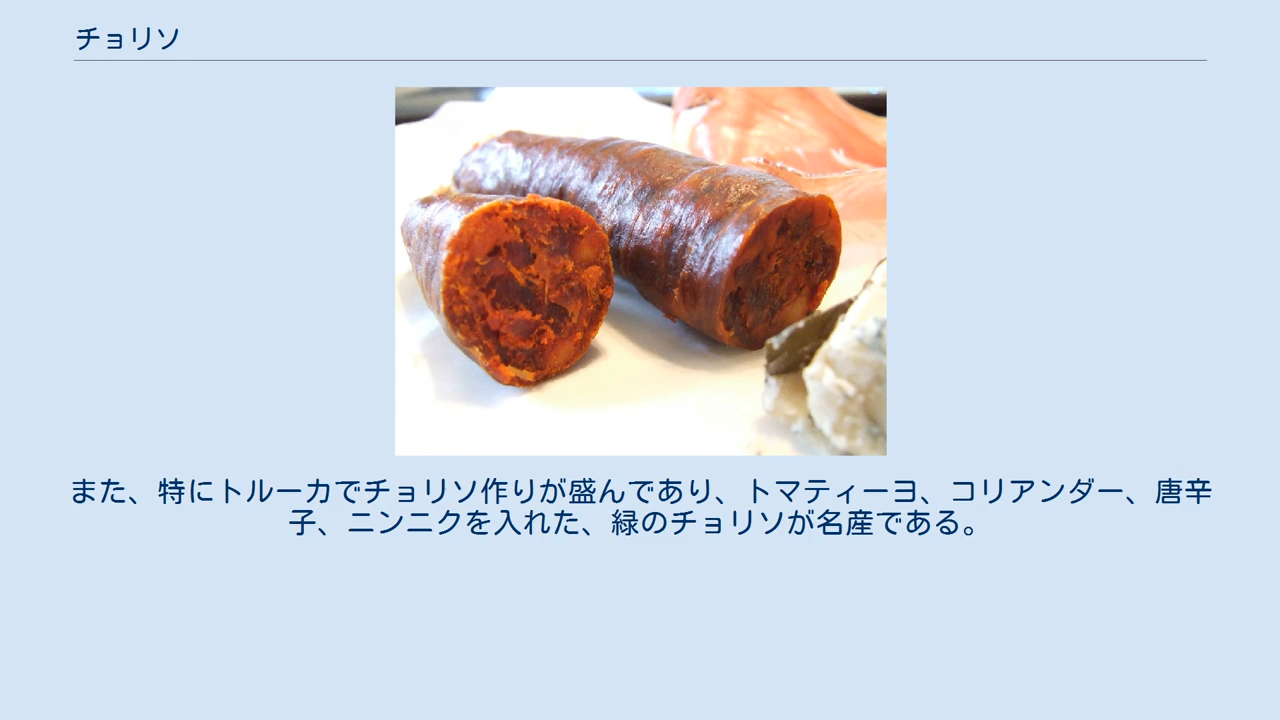 チョリソ
また、特にトルーカでチョリソ作りが盛んであり、トマティーヨ、コリアンダー、唐辛
子、ニンニクを入れた、緑のチョリソが名産である。